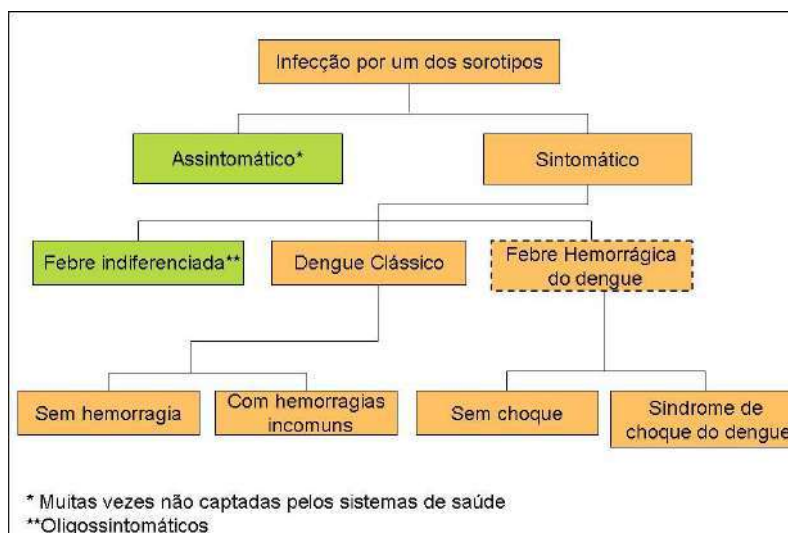 Infecção por um dos sorotipos
Assintomático*
Sintomático
Febre indiferenciada**
Dengue Clássico
Febre Hemorrágica
do dengue
Sem hemorragia
Com hemorragias
incomuns
Sem choque
Síndrome de
choque do dengue
* Muitas vezes não captadas pelos sistemas de saúde
**Oligossintomáticos